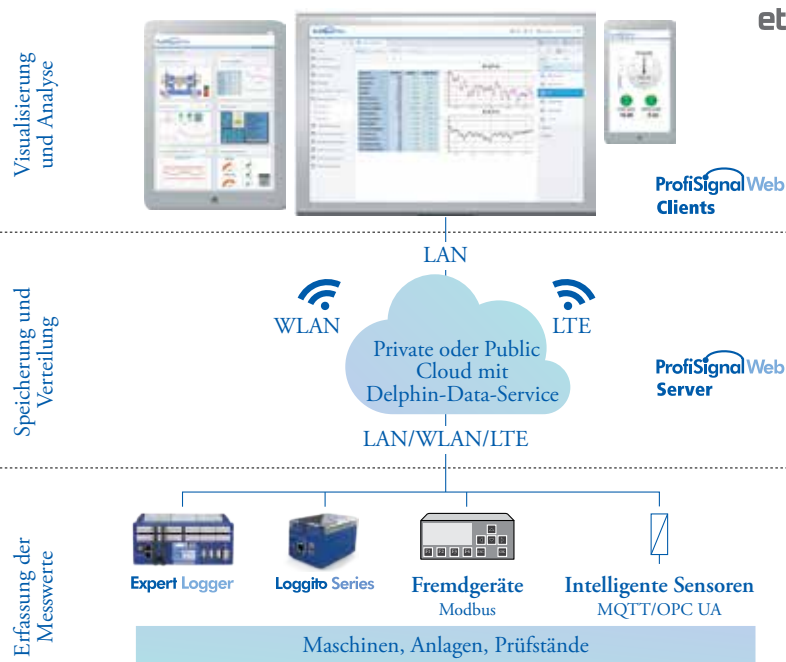 et
Visualisierung
und Analyse
ProfiSignal Web
Clients
LAN
WLAN
LTE
Private oder Public
Cloud mit
Delphin-Data-Service
Speicherung und
Verteilung
ProfiSignal Web
Server
LAN/WLAN/LTE
Erfassung der
Messwerte
Expert Logger
Loggito Series
Fremdgeräte
Modbus
Intelligente Sensoren
MQTT/OPC UA
Maschinen, Anlagen, Prüfstände